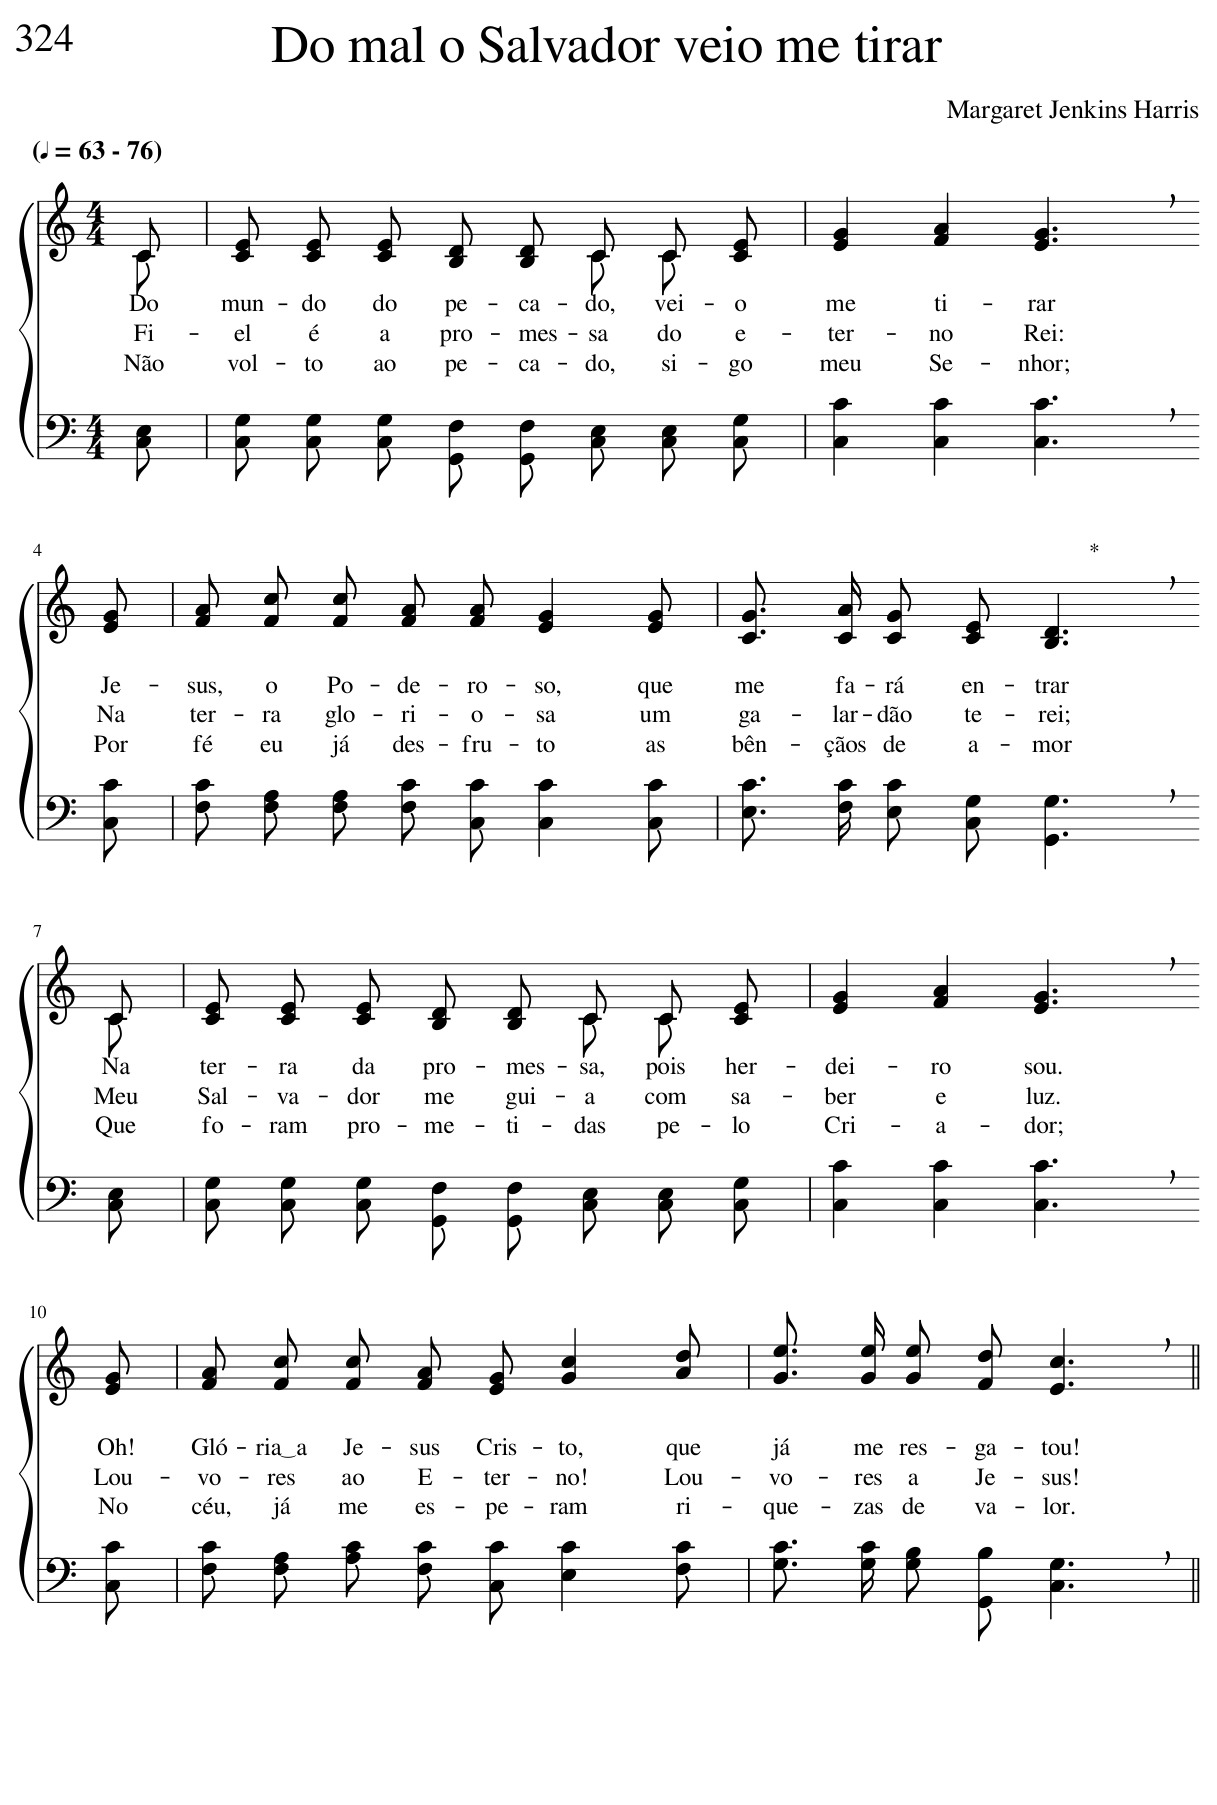 324
Do mal o Salvador veio me tirar
Margaret Jenkins Harris
(♩ = 63 - 76)
Do mun - do do pe - ca - do, vei - o me ti - rar
Fi - el é a pro - mes - sa do e - ter - no Rei:
Não vol - to ao pe - ca - do, si - go meu Se - nhor;
4
*
Je - sus, o Po - de - ro - so, que me fa - rá en - trar
Na ter - ra glo - ri - o - sa um ga - lar - dão te - rei;
Por fé eu já des - fru - to as bên - çãos de a - mor
7
Na ter - ra da pro - mes - sa, pois her - dei - ro sou.
Meu Sal - va - dor me gui - a com sa - ber e luz.
Que fo - ram pro - me - ti - das pe - lo Cri - a - dor;
10
Oh! Gló - ria‿a Je - sus Cris - to, que já me res - ga - tou!
Lou - vo - res ao E - ter - no! Lou - vo - res a Je - sus!
No céu, já me es - pe - ram ri - que - zas de va - lor.